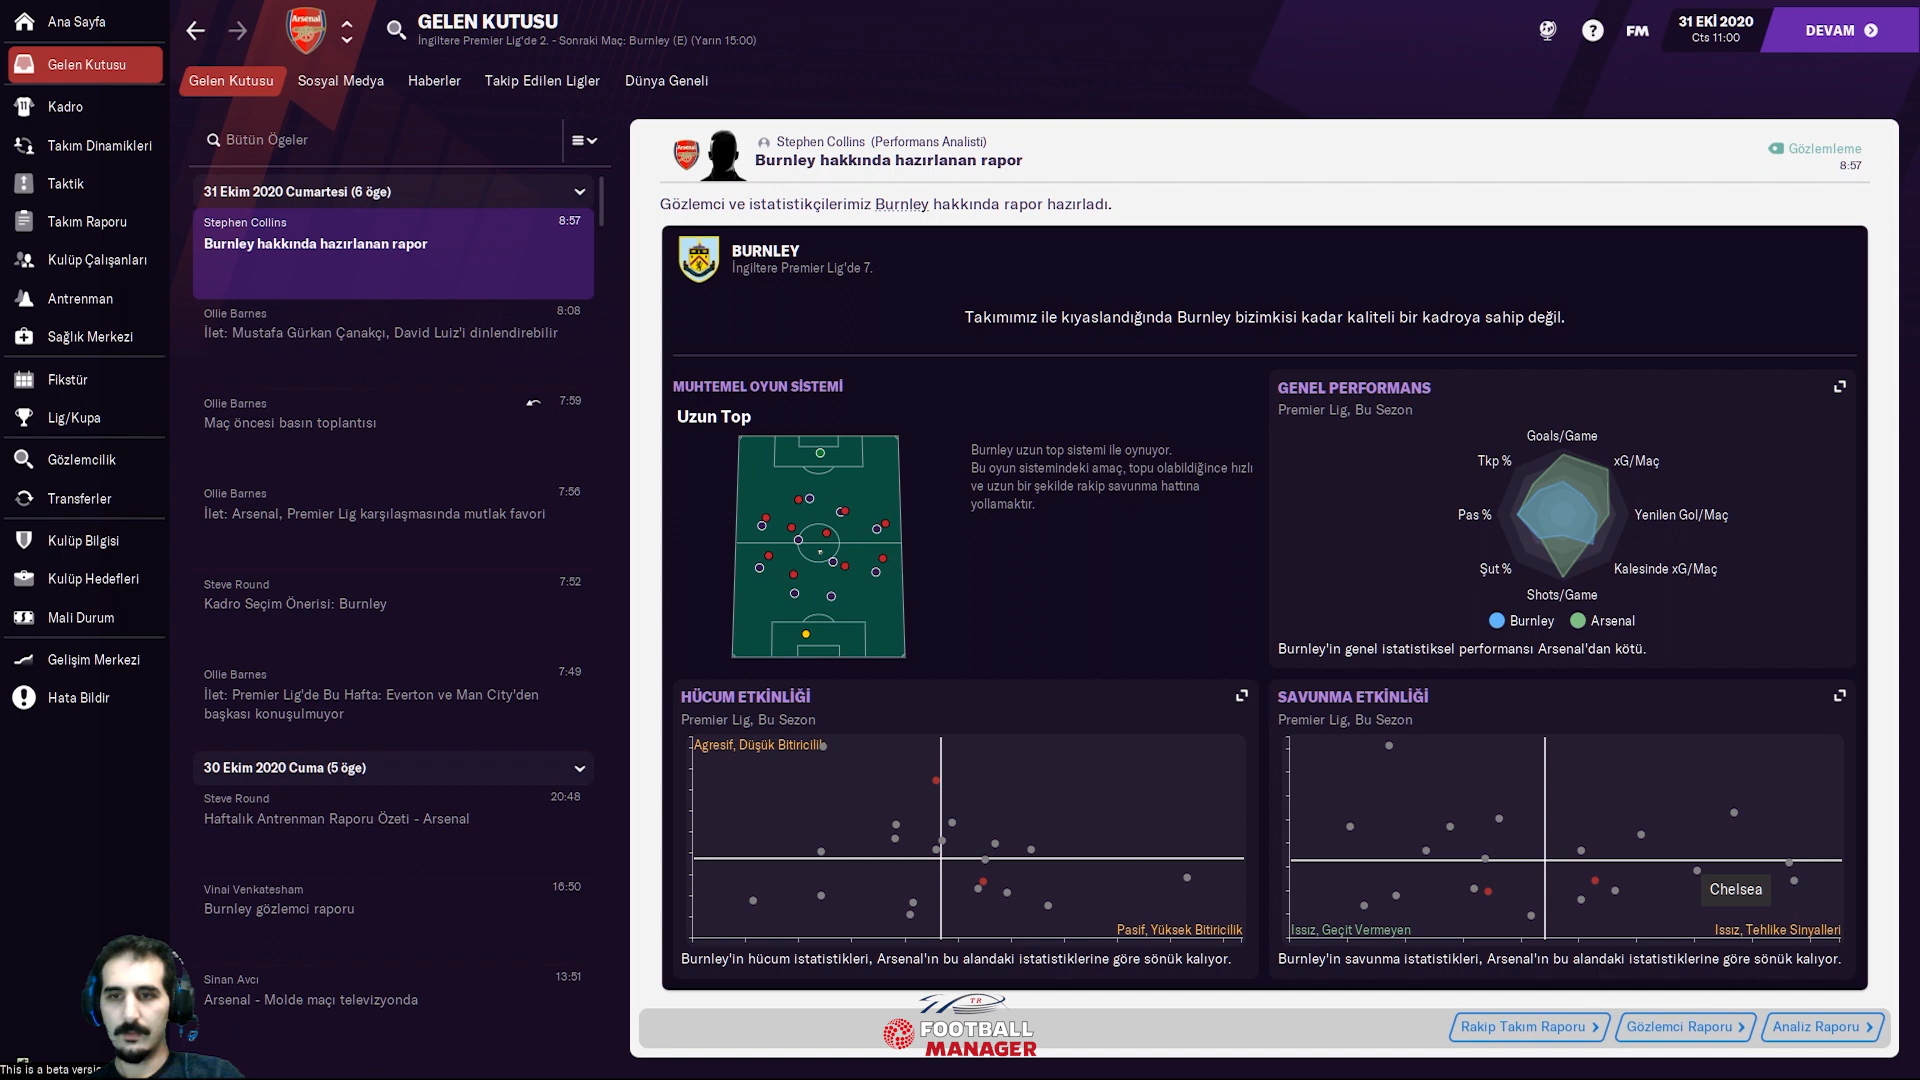 Ana Sayfa
Gelen Kutusu
Kadro
Takım Dinamikleri
Taktik
Takım Raporu
Kulüp Çalışanları
Antrenman
Sağlık Merkezi
Fikstür
Lig/Kupa
Gözlemcilik
Transferler
Kulüp Bilgisi
Kulüp Hedefleri
Mali Durum
Gelişim Merkezi
Hata Bildir
This is a beta versi
Arsenal
GELEN KUTUSU
İngiltere Premier Lig'de 2. - Sonraki Maç: Burnley (E) (Yarın 15:00)
FM
31 EKİ 2020
Cts 11:00
DEVAM
Gelen Kutusu Sosyal Medya Haberler Takip Edilen Ligler Dünya Geneli
Bütün Ögeler
31 Ekim 2020 Cumartesi (6 öge)
Stephen Collins 8:57
Burnley hakkında hazırlanan rapor
Ollie Barnes 8:08
İlet: Mustafa Gürkan Çanakçı, David Luiz'i dinlendirebilir
Ollie Barnes 7:59
Maç öncesi basın toplantısı
Ollie Barnes 7:56
İlet: Arsenal, Premier Lig karşılaşmasında mutlak favori
Steve Round 7:52
Kadro Seçim Önerisi: Burnley
Ollie Barnes 7:49
İlet: Premier Lig'de Bu Hafta: Everton ve Man City'den
başkası konuşulmuyor
30 Ekim 2020 Cuma (5 öge)
Steve Round 20:48
Haftalık Antrenman Raporu Özeti - Arsenal
Vinai Venkatesham 16:50
Burnley gözlemci raporu
Sinan Avcı 13:51
Arsenal - Molde maçı televizyonda
Arsenal
Stephen Collins (Performans Analisti)
Burnley hakkında hazırlanan rapor
Gözlemleme
8:57
Gözlemci ve istatistikçilerimiz Burnley hakkında rapor hazırladı.
BURNLEY
İngiltere Premier Lig'de 7.
Takımımız ile kıyaslandığında Burnley bizimkisi kadar kaliteli bir kadroya sahip değil.
MUHTEMEL OYUN SİSTEMİ
Uzun Top
Burnley uzun top sistemi ile oynuyor.
Bu oyun sistemindeki amaç, topu olabildiğince hızlı
ve uzun bir şekilde rakip savunma hattına
yollamaktır.
GENEL PERFORMANS
Premier Lig, Bu Sezon
Goals/Game
Tkp % xG/Maç
Pas % Yenilen Gol/Maç
Şut % Kalesinde xG/Maç
Shots/Game
Burnley Arsenal
Burnley'in genel istatistiksel performansı Arsenal'dan kötü.
HÜCUM ETKİNLİĞİ
Premier Lig, Bu Sezon
Agresif, Düşük Bitiricilik
Pasif, Yüksek Bitiricilik
Burnley'in hücum istatistikleri, Arsenal'ın bu alandaki istatistiklerine göre sönük kalıyor.
SAVUNMA ETKİNLİĞİ
Premier Lig, Bu Sezon
Chelsea
Issız, Geçit Vermeyen Issız, Tehlike Sinyalleri
Burnley'in savunma istatistikleri, Arsenal'ın bu alandaki istatistiklerine göre sönük kalıyor.
TR
FOOTBALL
MANAGER
Rakip Takım Raporu Gözlemci Raporu Analiz Raporu